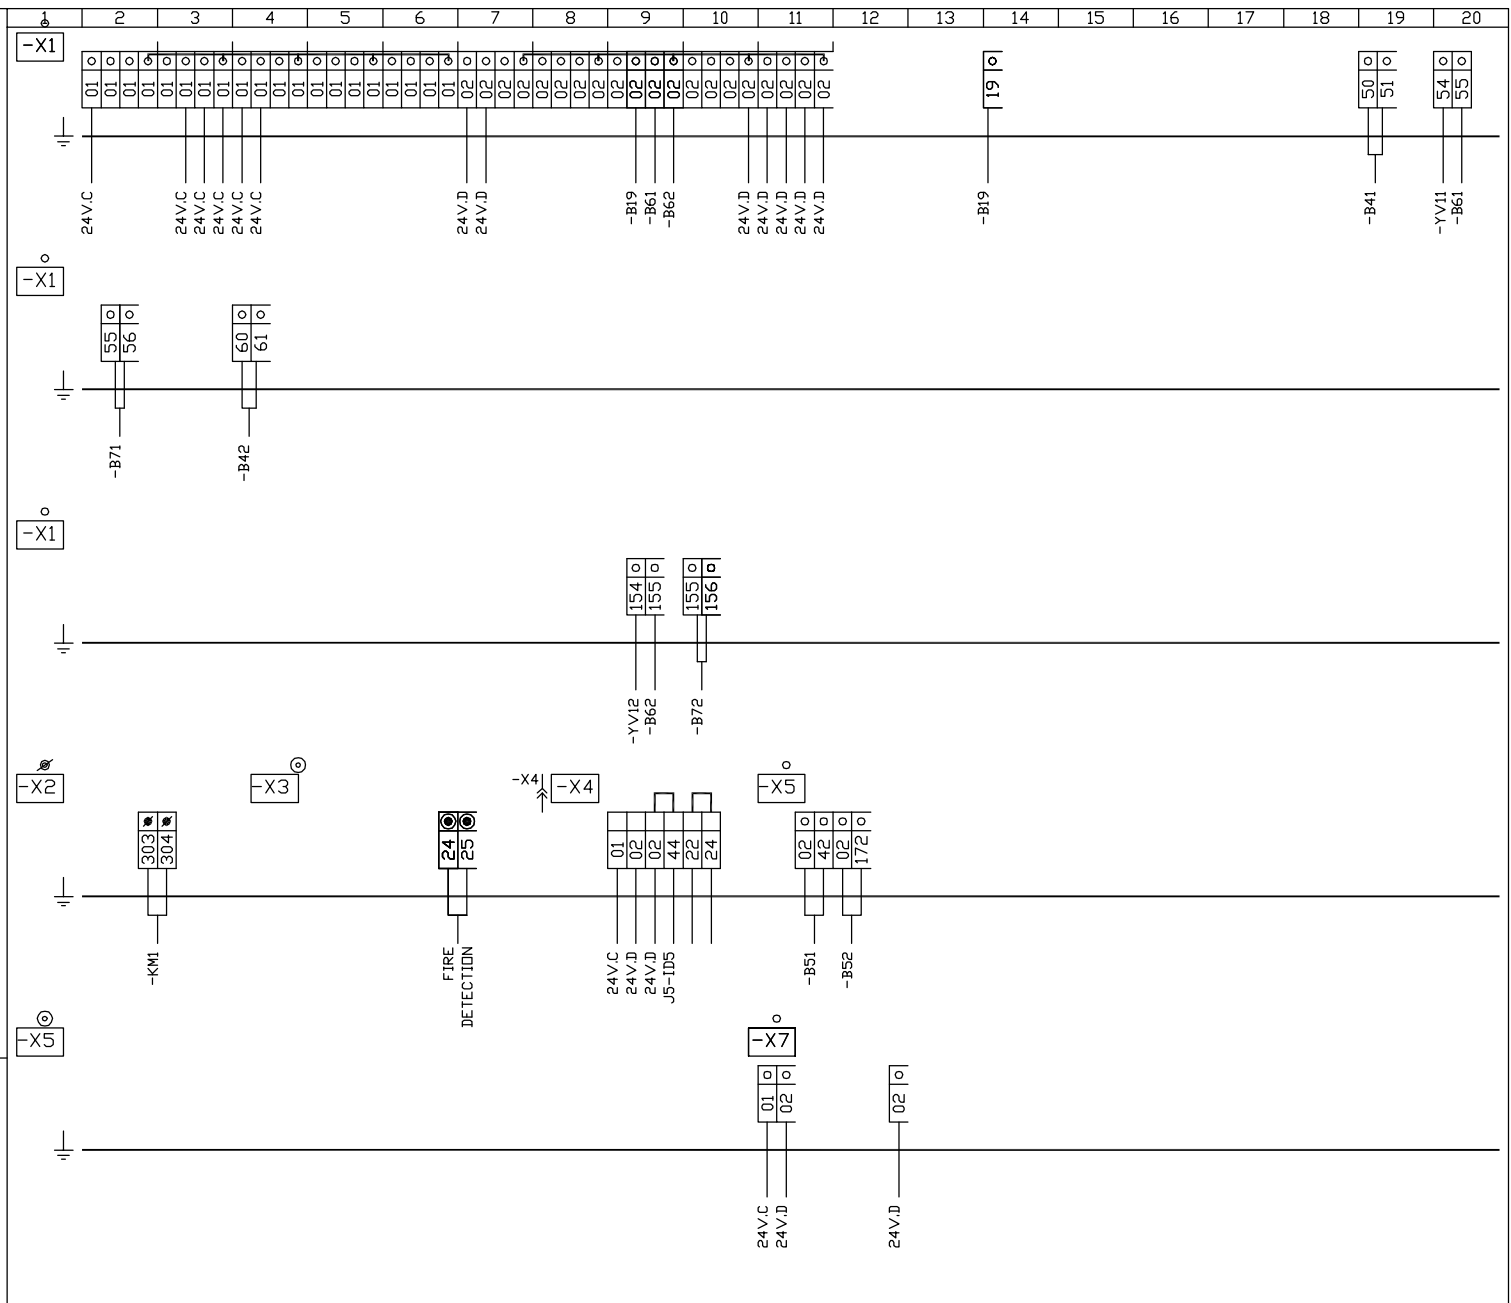 1 2 3 4 5 6 7 8 9 10 11 12 13 14 15 16 17 18 19 20
-X1
01 01 01 01 01 01 01 01 01 01 01 01 01 01 01 01 01 01 01 01 02 02 02 02 02 02 02 02 02 02 02 02 02 02 02 02 02 02 02 02 19 50 51 54 55
24V.C 24V.C 24V.C 24V.C 24V.C 24V.C 24V.D 24V.D -B19 -B61 -B62 24V.D 24V.D 24V.D 24V.D 24V.D -B19 -B41 -YV11 -B61
-X1
55 56 60 61
-B71 -B42
-X1
154 155 155 156
-YV12 -B62 -B72
-X2 -X3 -X4 -X4 -X5
303 304 24 25 01 02 02 44 22 24 02 42 02 172
-KM1 FIRE DETECTION 24V.C 24V.D 24V.D J5-ID5 -B51 -B52
-X5 -X7
01 02 02
24V.C 24V.D 24V.D